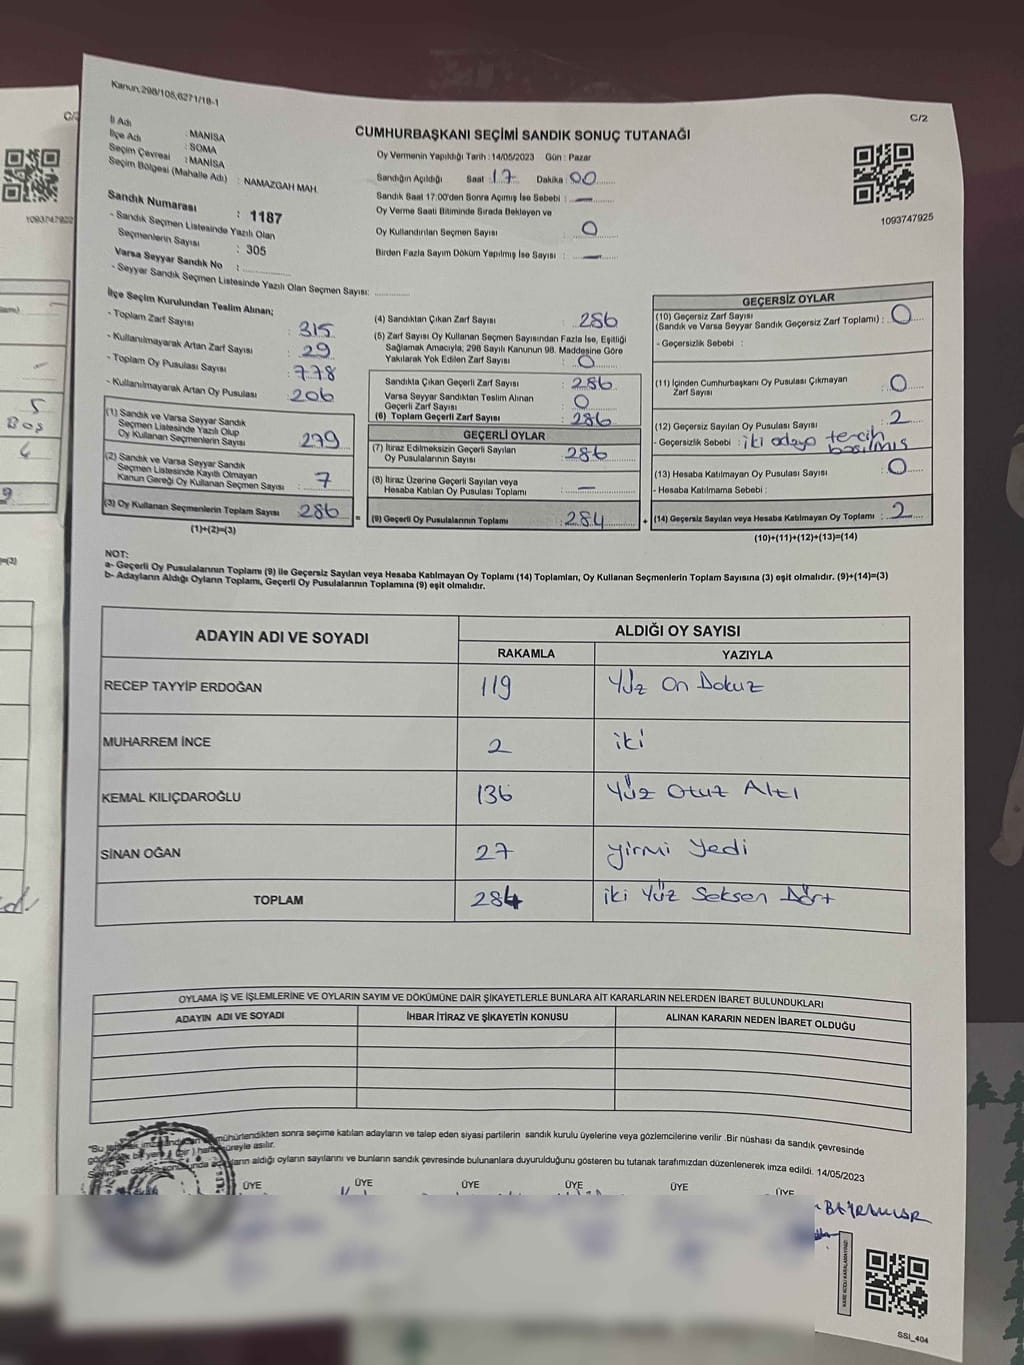 Kanun;298/105,6271/18-1
C/2
CUMHURBAŞKANI SEÇİMİ SANDIK SONUÇ TUTANAĞI
İl Adı : MANİSA
İlçe Adı : SOMA
Seçim Çevresi : MANİSA
Seçim Bölgesi (Mahalle Adı) : NAMAZGAH MAH.
Oy Vermenin Yapıldığı Tarih :14/05/2023 Gün : Pazar
Sandığın Açıldığı Saat :17 Dakika :00
Sandık Saat 17:00'den Sonra Açımış İse Sebebi : —
Oy Verme Saati Bitiminde Sırada Bekleyen ve
Oy Kullandırılan Seçmen Sayısı : 0
Birden Fazla Sayım Döküm Yapılmış İse Sayısı : —
1093747925
1093747922
Sandık Numarası : 1187
- Sandık Seçmen Listesinde Yazılı Olan
Seçmenlerin Sayısı : 305
Varsa Seyyar Sandık No :
- Seyyar Sandık Seçmen Listesinde Yazılı Olan Seçmen Sayısı:
İlçe Seçim Kurulundan Teslim Alınan;
- Toplam Zarf Sayısı : 315
- Kullanılmayarak Artan Zarf Sayısı : 29
- Toplam Oy Pusulası Sayısı : 778
- Kullanılmayarak Artan Oy Pusulası : 206
(1) Sandık ve Varsa Seyyar Sandık
Seçmen Listesinde Yazılı Olup
Oy Kullanan Seçmenlerin Sayısı : 279
(2) Sandık ve Varsa Seyyar Sandık
Seçmen Listesinde Kayıtlı Olmayan
Kanun Gereği Oy Kullanan Seçmen Sayısı : 7
(3) Oy Kullanan Seçmenlerin Toplam Sayısı : 286
(1)+(2)=(3)
(4) Sandıktan Çıkan Zarf Sayısı : 286
(5) Zarf Sayısı Oy Kullanan Seçmen Sayısından Fazla İse, Eşitliği
Sağlamak Amacıyla, 298 Sayılı Kanunun 98. Maddesine Göre
Yakılarak Yok Edilen Zarf Sayısı : 0
Sandıkta Çıkan Geçerli Zarf Sayısı : 286
Varsa Seyyar Sandıktan Teslim Alınan
Geçerli Zarf Sayısı : 0
(6) Toplam Geçerli Zarf Sayısı : 286
GEÇERLİ OYLAR
(7) İtiraz Edilmeksizin Geçerli Sayılan
Oy Pusulalarının Sayısı : 286
(8) İtiraz Üzerine Geçerli Sayılan veya
Hesaba Katılan Oy Pusulası Toplamı : —
= (9) Geçerli Oy Pusulalarının Toplamı : 284
GEÇERSİZ OYLAR
(10) Geçersiz Zarf Sayısı
(Sandık ve Varsa Seyyar Sandık Geçersiz Zarf Toplamı) : 0
- Geçersizlik Sebebi :
(11) İçinden Cumhurbaşkanı Oy Pusulası Çıkmayan
Zarf Sayısı : 0
(12) Geçersiz Sayılan Oy Pusulası Sayısı : 2
- Geçersizlik Sebebi : iki adaya tercih
basılmış
(13) Hesaba Katılmayan Oy Pusulası Sayısı : 0
- Hesaba Katılmama Sebebi :
+ (14) Geçersiz Sayılan veya Hesaba Katılmayan Oy Toplamı : 2
(10)+(11)+(12)+(13)=(14)
NOT:
a- Geçerli Oy Pusulalarının Toplamı (9) ile Geçersiz Sayılan veya Hesaba Katılmayan Oy Toplamı (14) Toplamları, Oy Kullanan Seçmenlerin Toplam Sayısına (3) eşit olmalıdır. (9)+(14)=(3)
b- Adayların Aldığı Oyların Toplamı, Geçerli Oy Pusulalarının Toplamına (9) eşit olmalıdır.
ADAYIN ADI VE SOYADI
ALDIĞI OY SAYISI
RAKAMLA YAZIYLA
RECEP TAYYİP ERDOĞAN 119 Yüz On Dokuz
MUHARREM İNCE 2 iki
KEMAL KILIÇDAROĞLU 136 Yüz Otuz Altı
SİNAN OĞAN 27 yirmi Yedi
TOPLAM 284 iki Yüz Seksen Dört
OYLAMA İŞ VE İŞLEMLERİNE VE OYLARIN SAYIM VE DÖKÜMÜNE DAİR ŞİKAYETLERLE BUNLARA AİT KARARLARIN NELERDEN İBARET BULUNDUKLARI
ADAYIN ADI VE SOYADI İHBAR İTİRAZ VE ŞİKAYETİN KONUSU ALINAN KARARIN NEDEN İBARET OLDUĞU
"Bu mühürlendikten sonra seçime katılan adayların ve talep eden siyasi partilerin sandık kurulu üyelerine veya gözlemcilerine verilir .Bir nüshası da sandık çevresinde
süreyle asılır.
aldığı oyların sayılarını ve bunların sandık çevresinde bulunanlara duyurulduğunu gösteren bu tutanak tarafımızdan düzenlenerek imza edildi. 14/05/2023
ÜYE ÜYE ÜYE ÜYE ÜYE ÜYE
SSİ_404